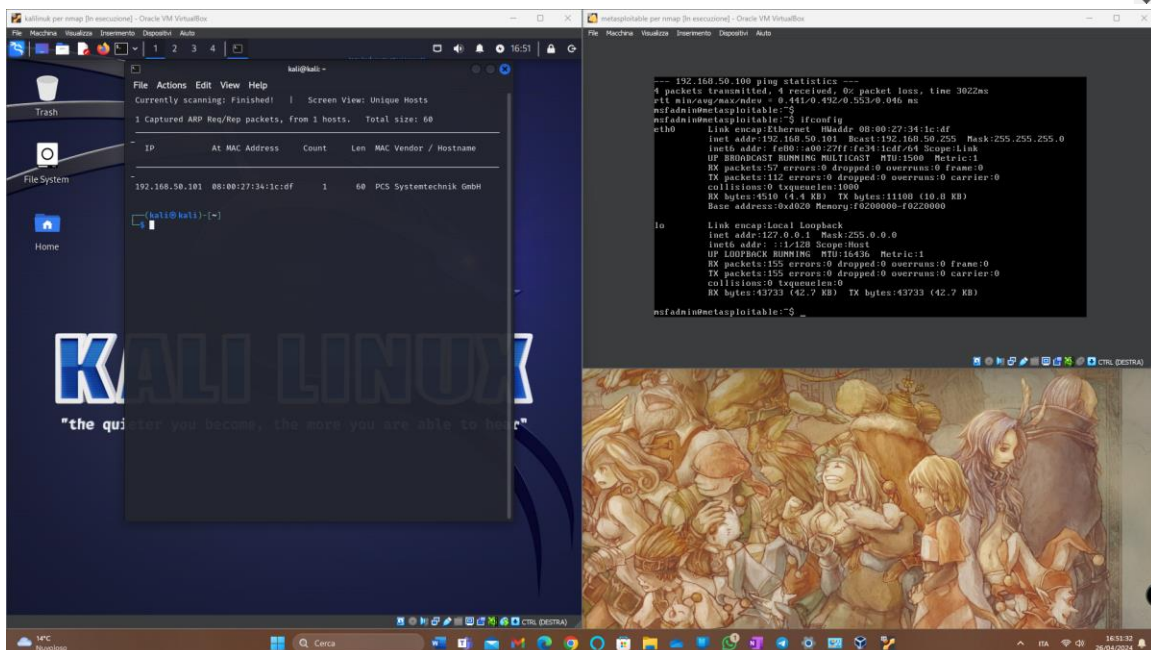 kalilinuk per nmap [In esecuzione] - Oracle VM VirtualBox
File Macchina Visualizza Inserimento Dispositivi Aiuto
1 2 3 4
16:51
Trash
File System
Home
kali@kali: ~
File Actions Edit View Help
Currently scanning: Finished! | Screen View: Unique Hosts
1 Captured ARP Req/Rep packets, from 1 hosts. Total size: 60
IP At MAC Address Count Len MAC Vendor / Hostname
192.168.50.101 08:00:27:34:1c:df 1 60 PCS Systemtechnik GmbH
(kali㉿kali)-[~]
$
KALI LINUX
"the quieter you become, the more you are able to hear"
CTRL (DESTRA)
metasploitable per nmap [In esecuzione] - Oracle VM VirtualBox
File Macchina Visualizza Inserimento Dispositivi Aiuto
--- 192.168.50.100 ping statistics ---
4 packets transmitted, 4 received, 0% packet loss, time 3022ms
rtt min/avg/max/mdev = 0.441/0.492/0.553/0.046 ms
msfadmin@metasploitable:~$
msfadmin@metasploitable:~$ ifconfig
eth0 Link encap:Ethernet HWaddr 08:00:27:34:1c:df
inet addr:192.168.50.101 Bcast:192.168.50.255 Mask:255.255.255.0
inet6 addr: fe80::a00:27ff:fe34:1cdf/64 Scope:Link
UP BROADCAST RUNNING MULTICAST MTU:1500 Metric:1
RX packets:57 errors:0 dropped:0 overruns:0 frame:0
TX packets:112 errors:0 dropped:0 overruns:0 carrier:0
collisions:0 txqueuelen:1000
RX bytes:4510 (4.4 KB) TX bytes:11108 (10.8 KB)
Base address:0xd020 Memory:f0200000-f0220000
lo Link encap:Local Loopback
inet addr:127.0.0.1 Mask:255.0.0.0
inet6 addr: ::1/128 Scope:Host
UP LOOPBACK RUNNING MTU:16436 Metric:1
RX packets:155 errors:0 dropped:0 overruns:0 frame:0
TX packets:155 errors:0 dropped:0 overruns:0 carrier:0
collisions:0 txqueuelen:0
RX bytes:43733 (42.7 KB) TX bytes:43733 (42.7 KB)
msfadmin@metasploitable:~$ _
CTRL (DESTRA)
14°C
Nuvoloso
Cerca
ITA
16:51:32
26/04/2024